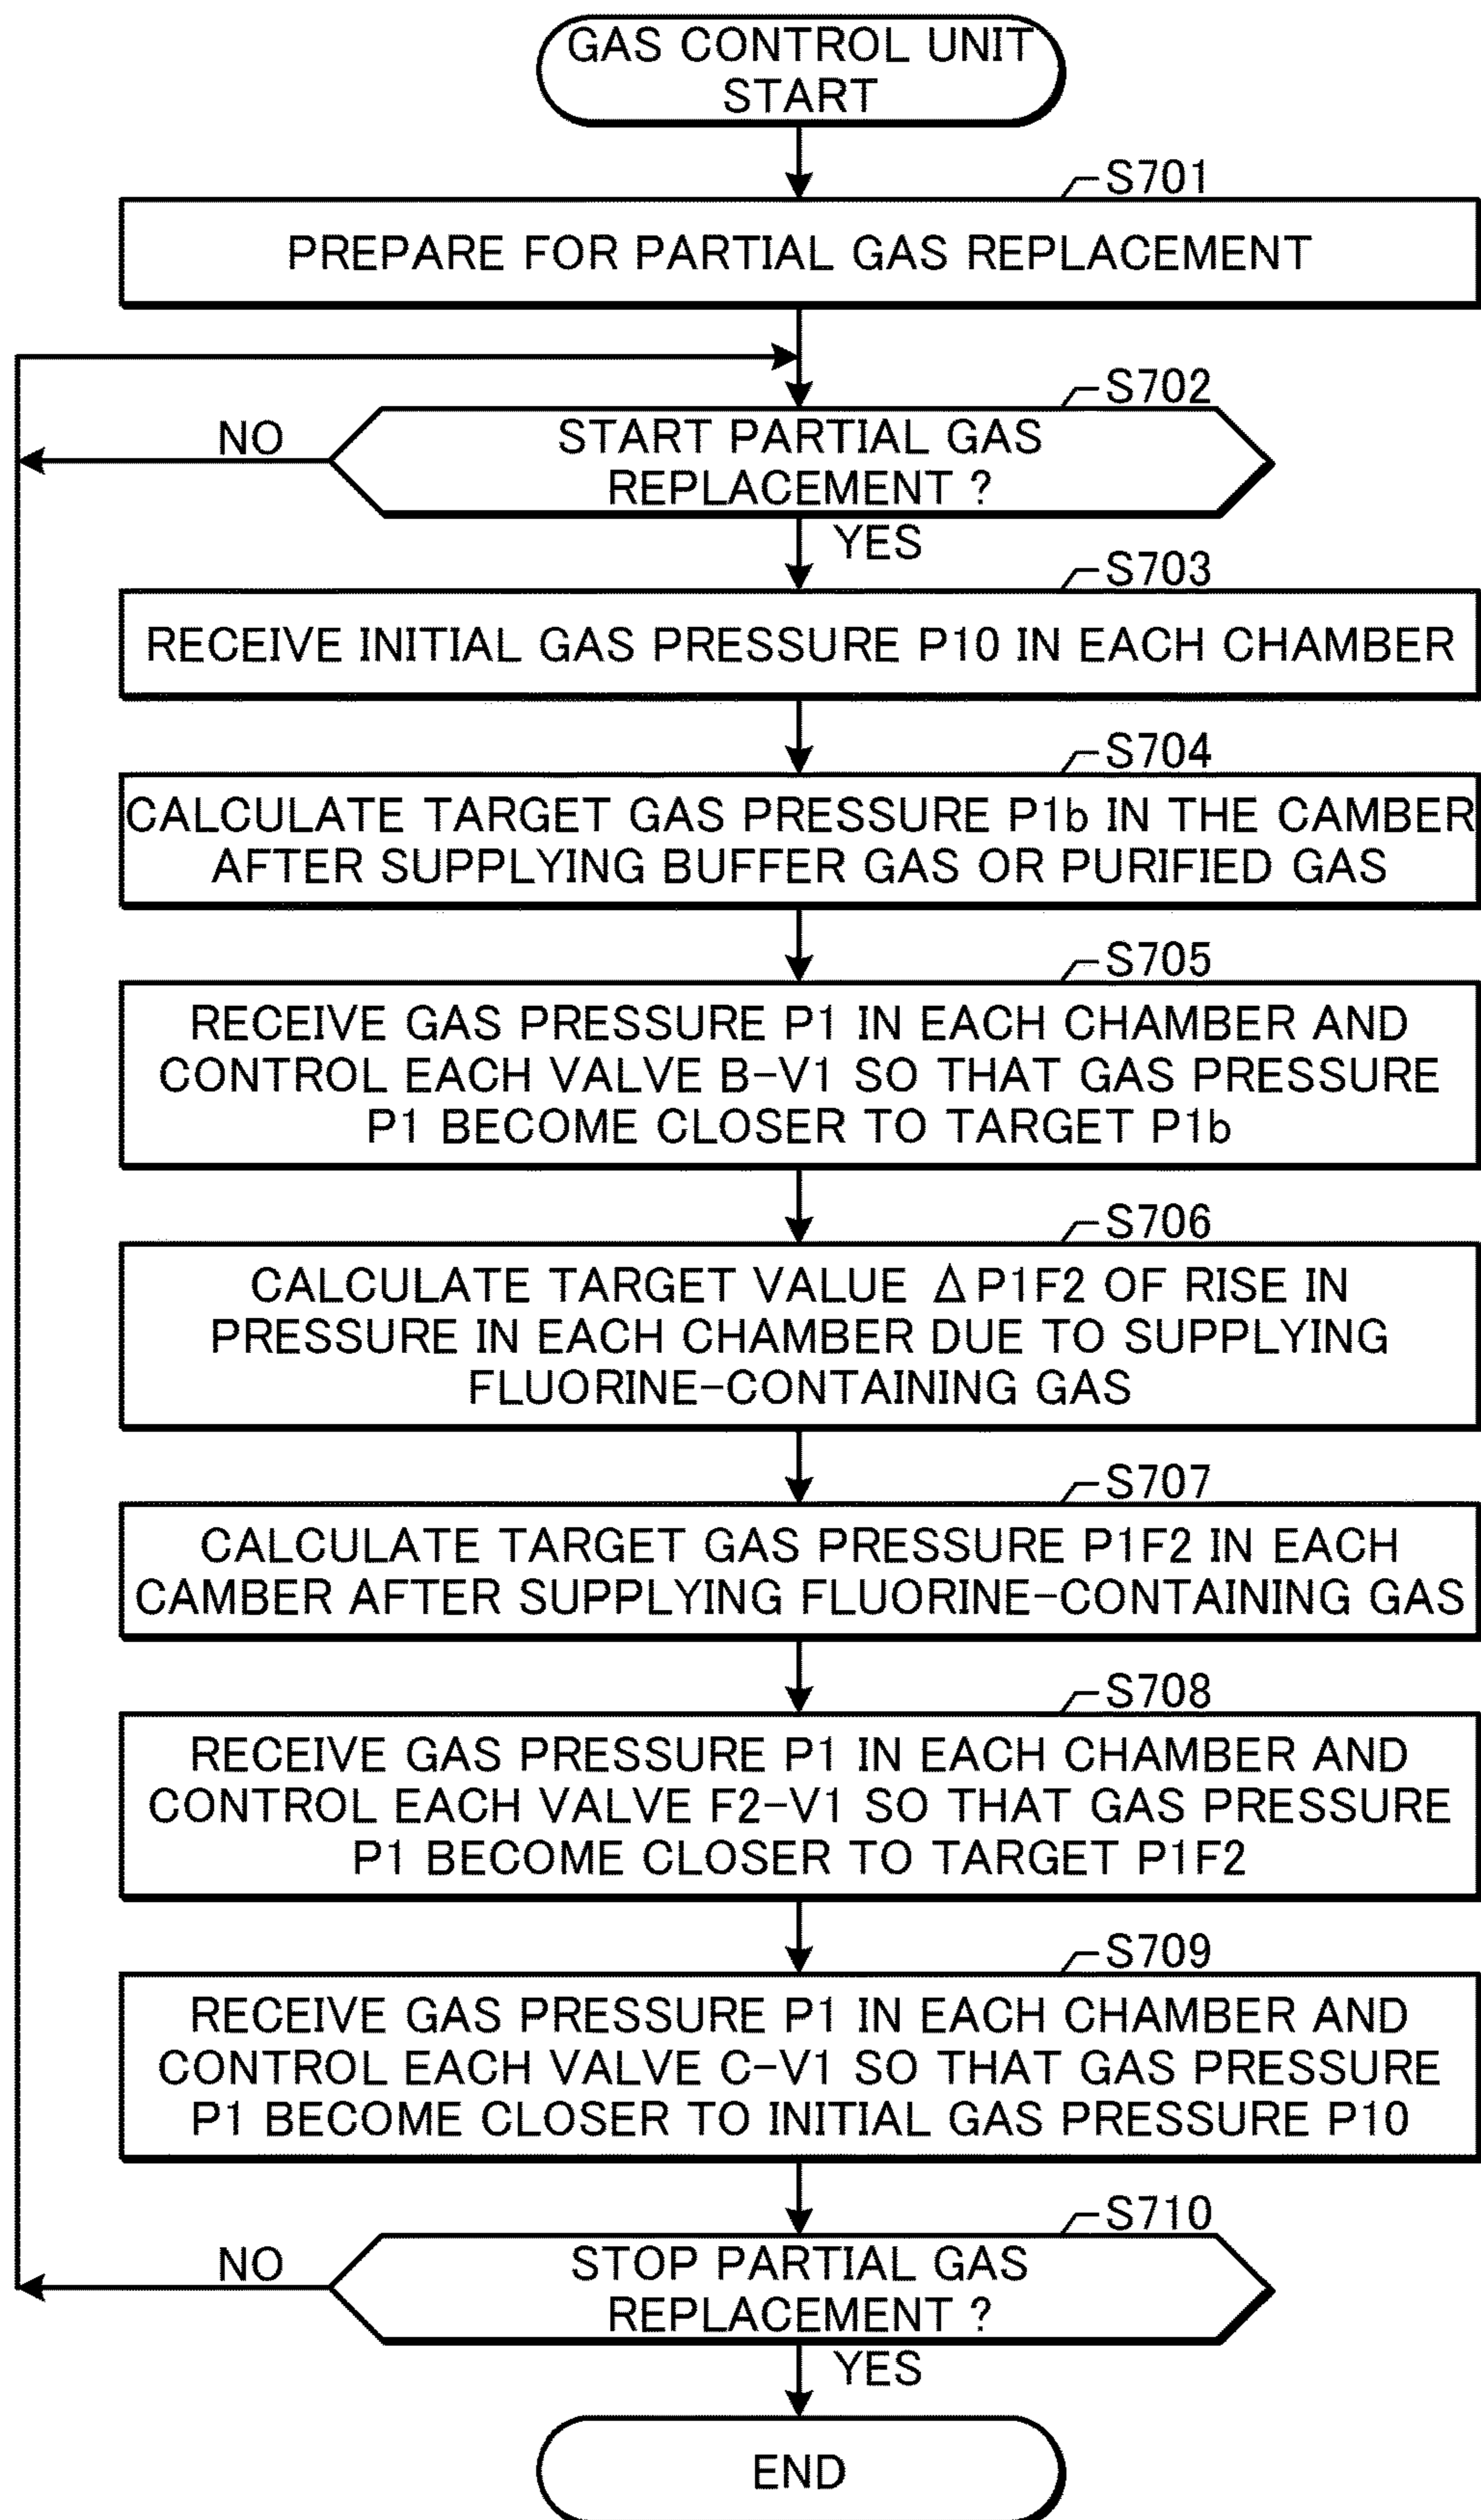 GAS CONTROL UNIT
START
S701
PREPARE FOR PARTIAL GAS REPLACEMENT
S702
NO
START PARTIAL GAS
REPLACEMENT ?
YES
S703
RECEIVE INITIAL GAS PRESSURE P10 IN EACH CHAMBER
S704
CALCULATE TARGET GAS PRESSURE P1b IN THE CAMBER
AFTER SUPPLYING BUFFER GAS OR PURIFIED GAS
S705
RECEIVE GAS PRESSURE P1 IN EACH CHAMBER AND
CONTROL EACH VALVE B-V1 SO THAT GAS PRESSURE
P1 BECOME CLOSER TO TARGET P1b
S706
CALCULATE TARGET VALUE ΔP1F2 OF RISE IN
PRESSURE IN EACH CHAMBER DUE TO SUPPLYING
FLUORINE-CONTAINING GAS
S707
CALCULATE TARGET GAS PRESSURE P1F2 IN EACH
CAMBER AFTER SUPPLYING FLUORINE-CONTAINING GAS
S708
RECEIVE GAS PRESSURE P1 IN EACH CHAMBER AND
CONTROL EACH VALVE F2-V1 SO THAT GAS PRESSURE
P1 BECOME CLOSER TO TARGET P1F2
S709
RECEIVE GAS PRESSURE P1 IN EACH CHAMBER AND
CONTROL EACH VALVE C-V1 SO THAT GAS PRESSURE
P1 BECOME CLOSER TO INITIAL GAS PRESSURE P10
S710
NO
STOP PARTIAL GAS
REPLACEMENT ?
YES
END